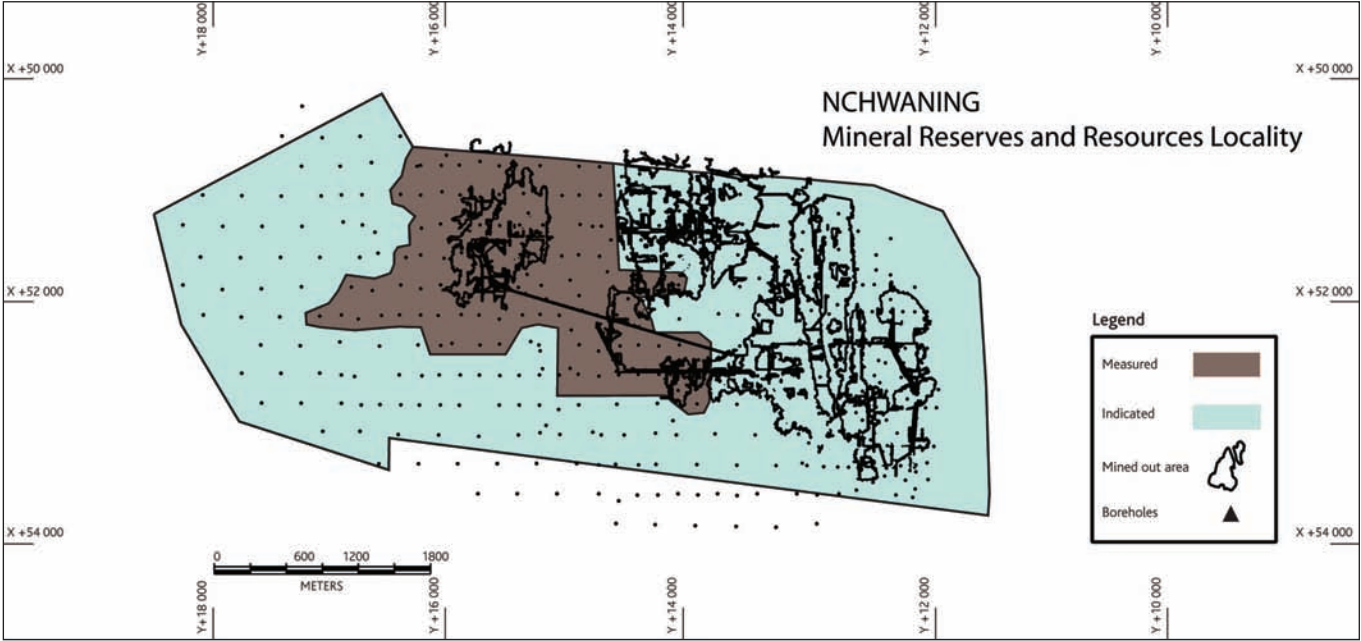 Y+18 000
Y+16 000
Y+14 000
Y+12 000
Y+10 000
X +50 000
X +50 000
NCHWANING
Mineral Reserves and Resources Locality
X +52 000
X +52 000
Legend
Measured
Indicated
Mined out area
Boreholes
X +54 000
X +54 000
0 600 1200 1800
METERS
Y+18 000
Y+16 000
Y+14 000
Y+12 000
Y+10 000